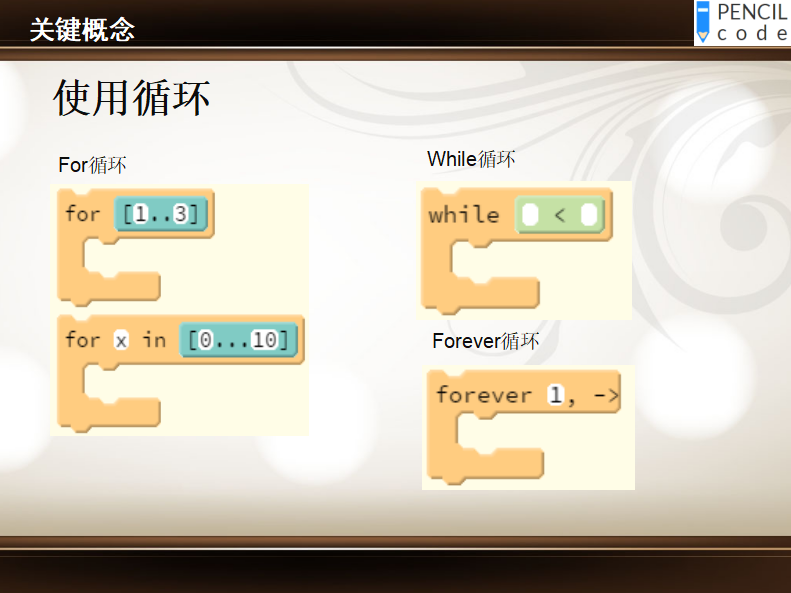 关键概念
PENCIL
code
使用循环
For循环
for [1..3]
for x in [0...10]
While循环
while <
Forever循环
forever 1, ->